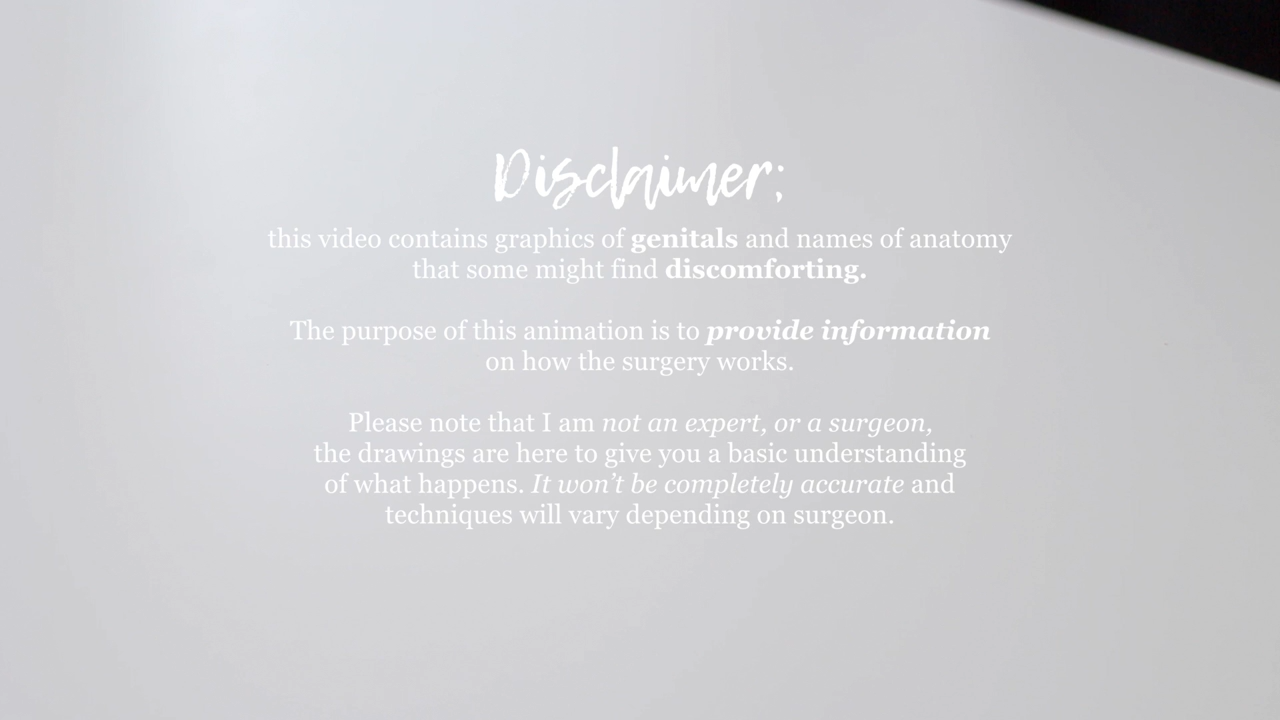 Disclaimer;
this video contains graphics of genitals and names of anatomy
that some might find discomforting.
The purpose of this animation is to provide information
on how the surgery works.
Please note that I am not an expert, or a surgeon,
the drawings are here to give you a basic understanding
of what happens. It won't be completely accurate and
techniques will vary depending on surgeon.